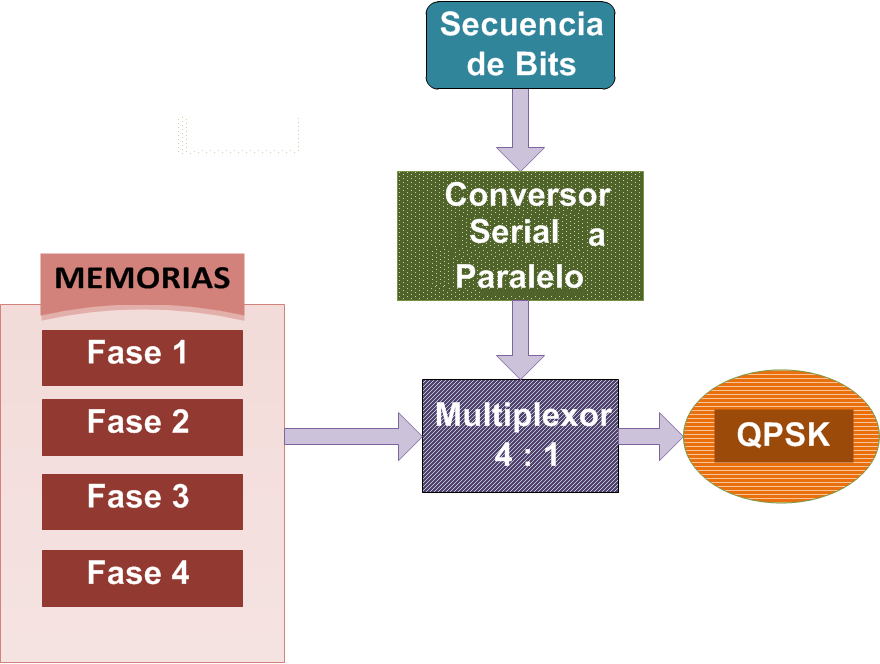 Secuencia
de Bits
Conversor
Serial a
Paralelo
MEMORIAS
Fase 1
Fase 2
Fase 3
Fase 4
Multiplexor
4 : 1
QPSK